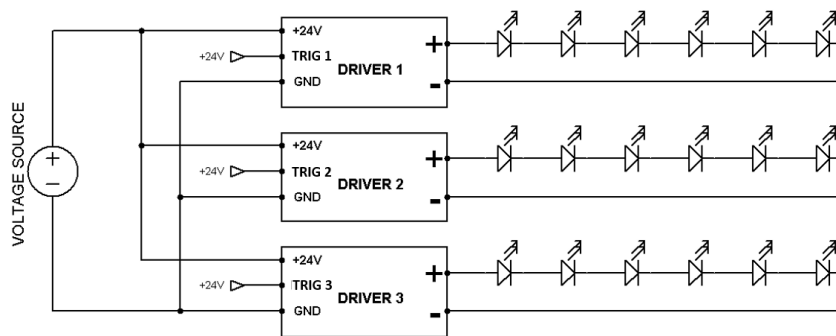 +24V
+24V TRIG 1
GND
DRIVER 1
+
-
+24V
+24V TRIG 2
GND
DRIVER 2
+
-
+24V
+24V TRIG 3
GND
DRIVER 3
+
-
VOLTAGE SOURCE
+
-